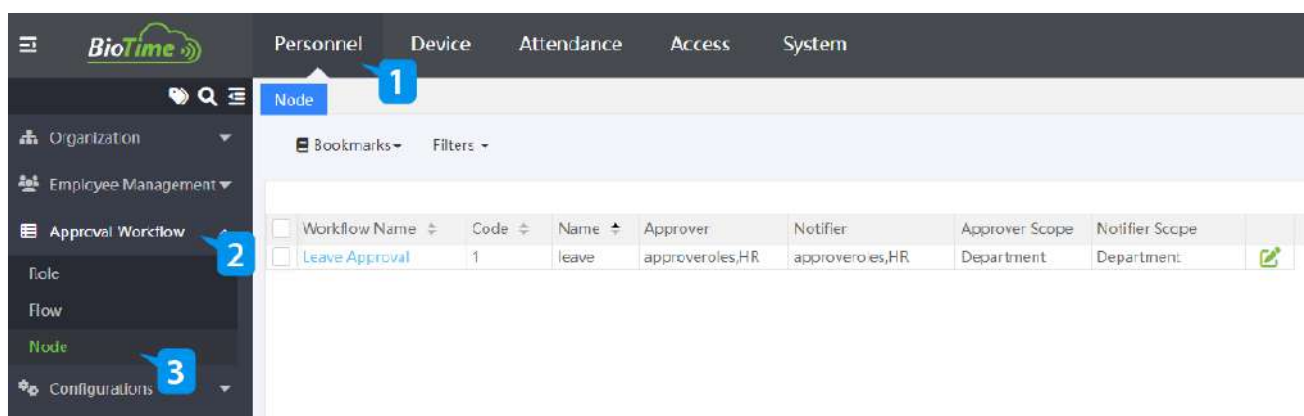 BioTime Personnel Device Attendance Access System
1
Node
Organization
Bookmarks Filters
Employee Management
Workflow Name Code Name Approver Notifier Approver Scope Notifier Scope
Approval Workflow
2
Leave Approval 1 leave approveroles,HR approveroles,HR Department Department
Role
Flow
Node
3
Configurations